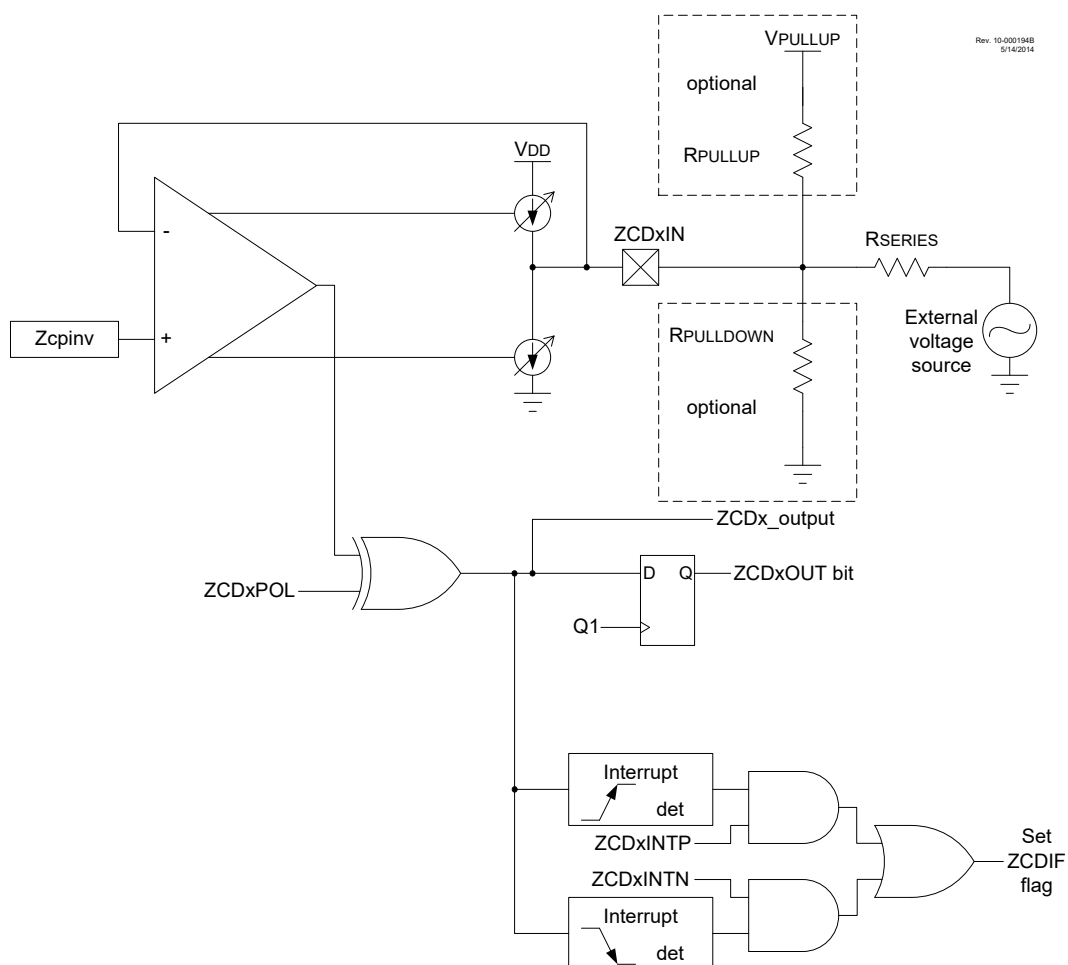 Rev. 10-000194B
5/14/2014
VPULLUP
optional
RPULLUP
VDD
ZCDxIN
RSERIES
-
Zcpinv
+
RPULLDOWN
optional
External
voltage
source
ZCDx_output
ZCDxPOL
D
Q
ZCDxOUT bit
Q1
Interrupt
det
ZCDxINTP
ZCDxINTN
Set
ZCDIF
flag
Interrupt
det